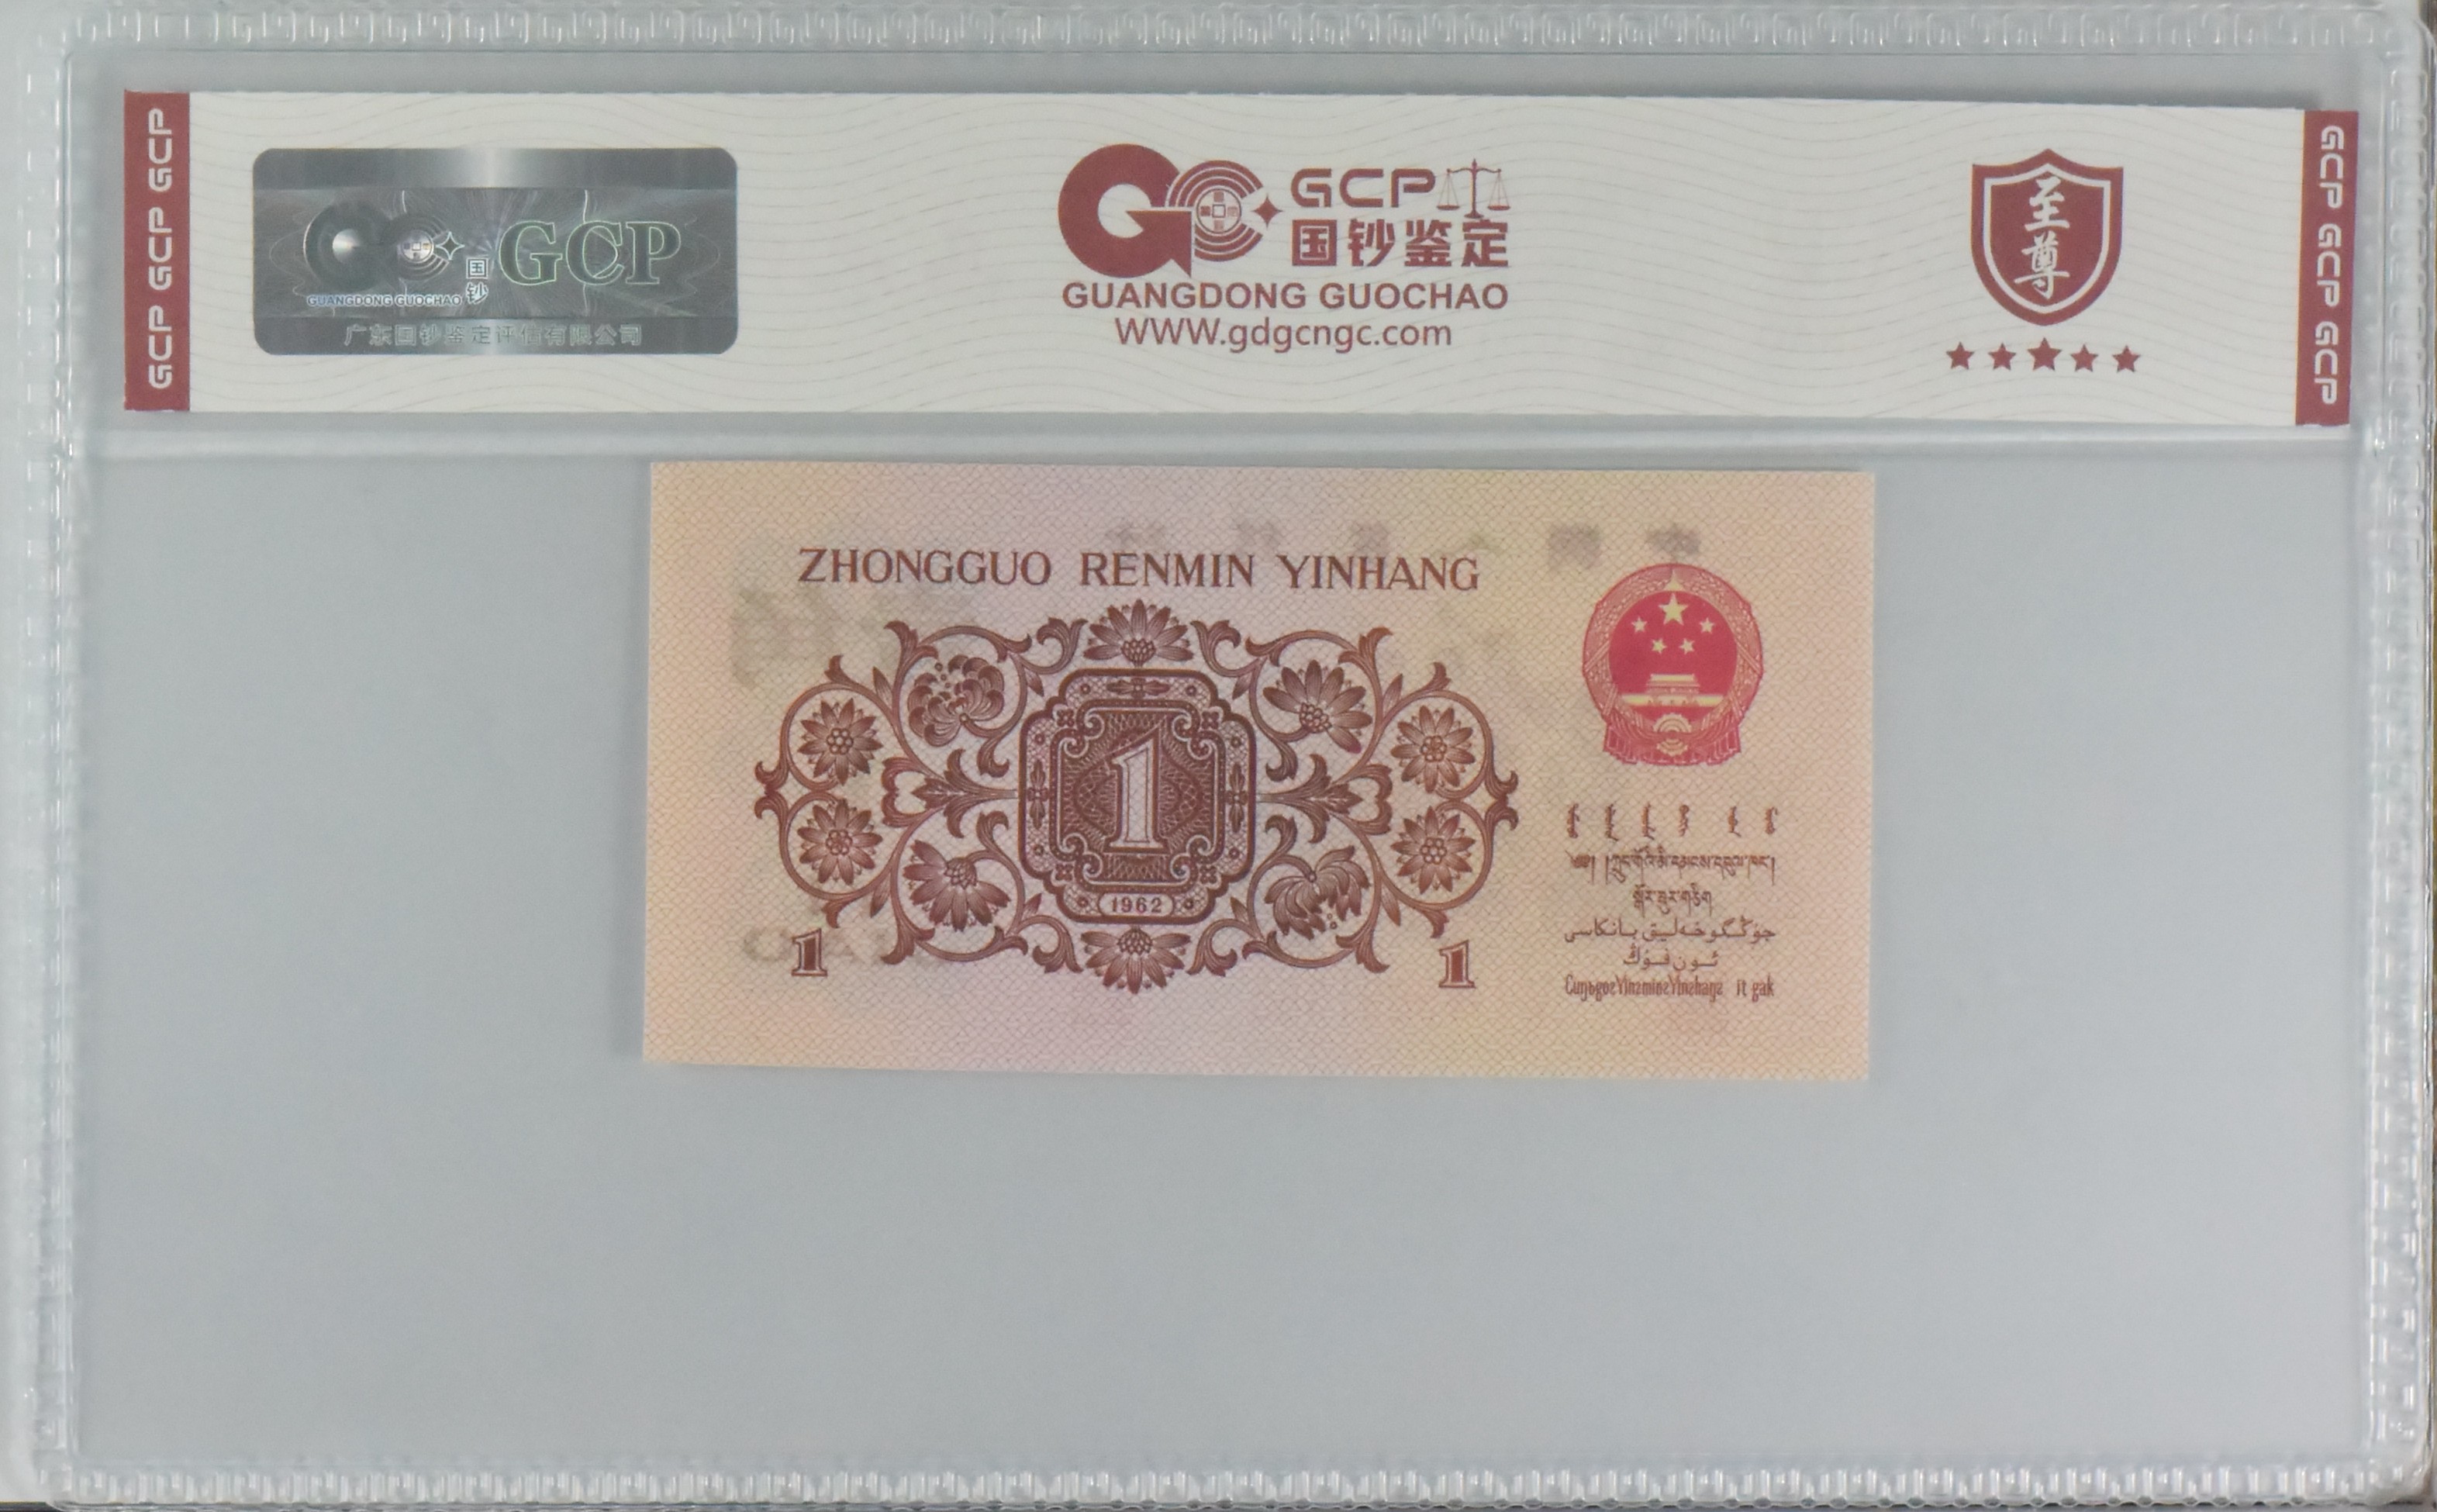 GCP GCP GCP
国钞 GCP
GUANGDONG GUOCHAO
广东国钞鉴定评估有限公司
GCP
国钞鉴定
GUANGDONG GUOCHAO
WWW.gdgcngc.com
至尊
GCP GCP GCP
ZHONGGUO RENMIN YINHANG
1
1962
1
1
جۇڭگو خەلىق بانكاسى
ئون فۇڭ